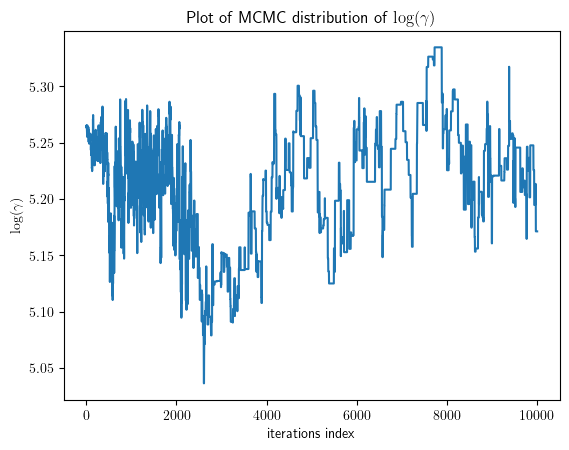 Plot of MCMC distribution of log(γ)
log(γ)
5.30
5.25
5.20
5.15
5.10
5.05
0 2000 4000 6000 8000 10000
iterations index